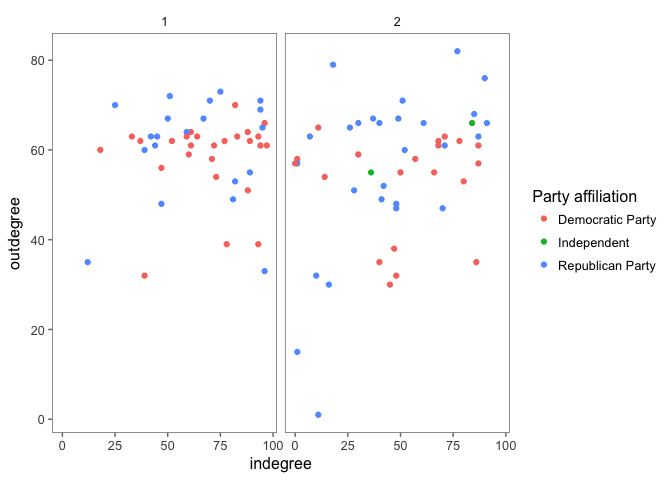 1 2
80
60
40
20
0
outdegree
0 25 50 75 100 0 25 50 75 100
indegree
Party affiliation
Democratic Party
Independent
Republican Party